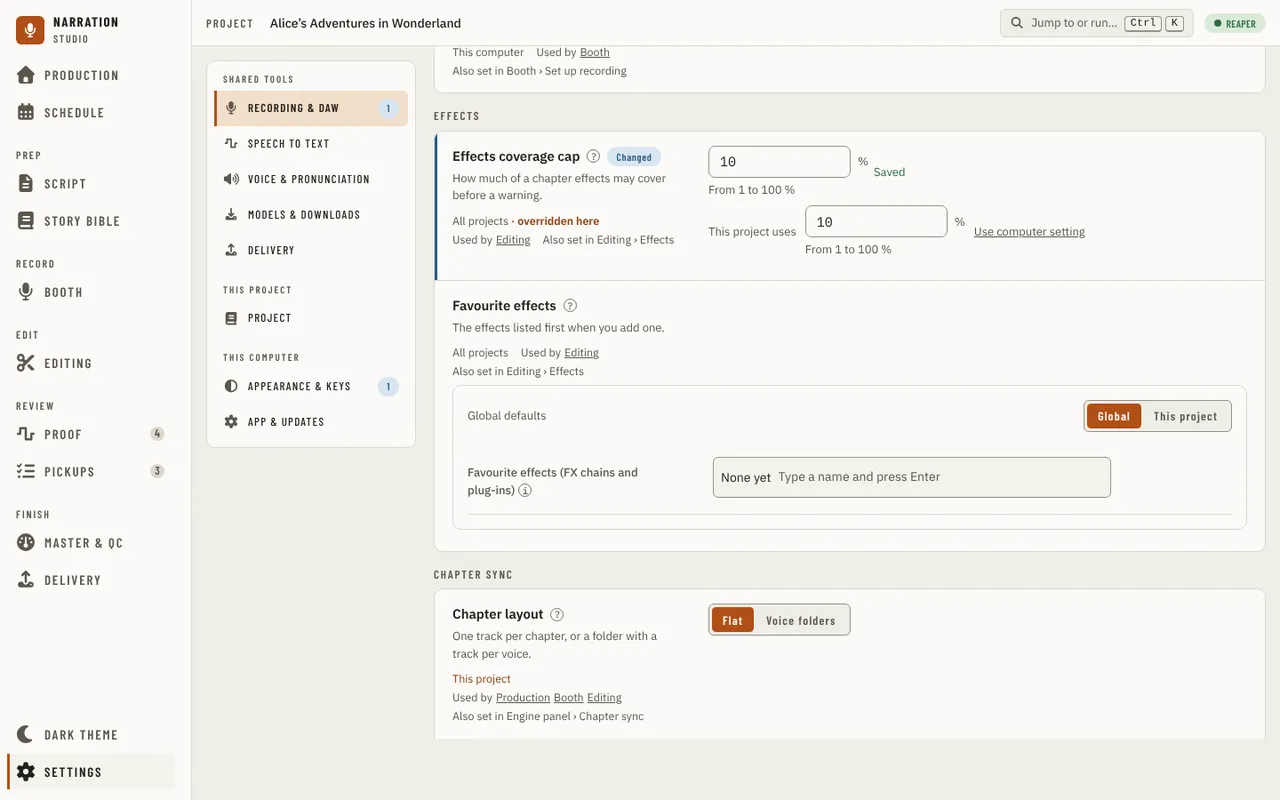 NARRATION
STUDIO
PRODUCTION
SCHEDULE
PREP
SCRIPT
STORY BIBLE
RECORD
BOOTH
EDIT
EDITING
REVIEW
PROOF 4
PICKUPS 3
FINISH
MASTER & QC
DELIVERY
DARK THEME
SETTINGS
PROJECT Alice’s Adventures in Wonderland
Jump to or run... Ctrl K
REAPER
SHARED TOOLS
RECORDING & DAW 1
SPEECH TO TEXT
VOICE & PRONUNCIATION
MODELS & DOWNLOADS
DELIVERY
THIS PROJECT
PROJECT
THIS COMPUTER
APPEARANCE & KEYS 1
APP & UPDATES
This computer Used by Booth
Also set in Booth › Set up recording
EFFECTS
Effects coverage cap ? Changed
How much of a chapter effects may cover
before a warning.
All projects · overridden here
Used by Editing Also set in Editing › Effects
10 % Saved
From 1 to 100 %
This project uses 10 % Use computer setting
From 1 to 100 %
Favourite effects ?
The effects listed first when you add one.
All projects Used by Editing
Also set in Editing › Effects
Global defaults
Global This project
Favourite effects (FX chains and
plug-ins) i
None yet Type a name and press Enter
CHAPTER SYNC
Chapter layout ?
One track per chapter, or a folder with a
track per voice.
This project
Used by Production Booth Editing
Also set in Engine panel › Chapter sync
Flat Voice folders